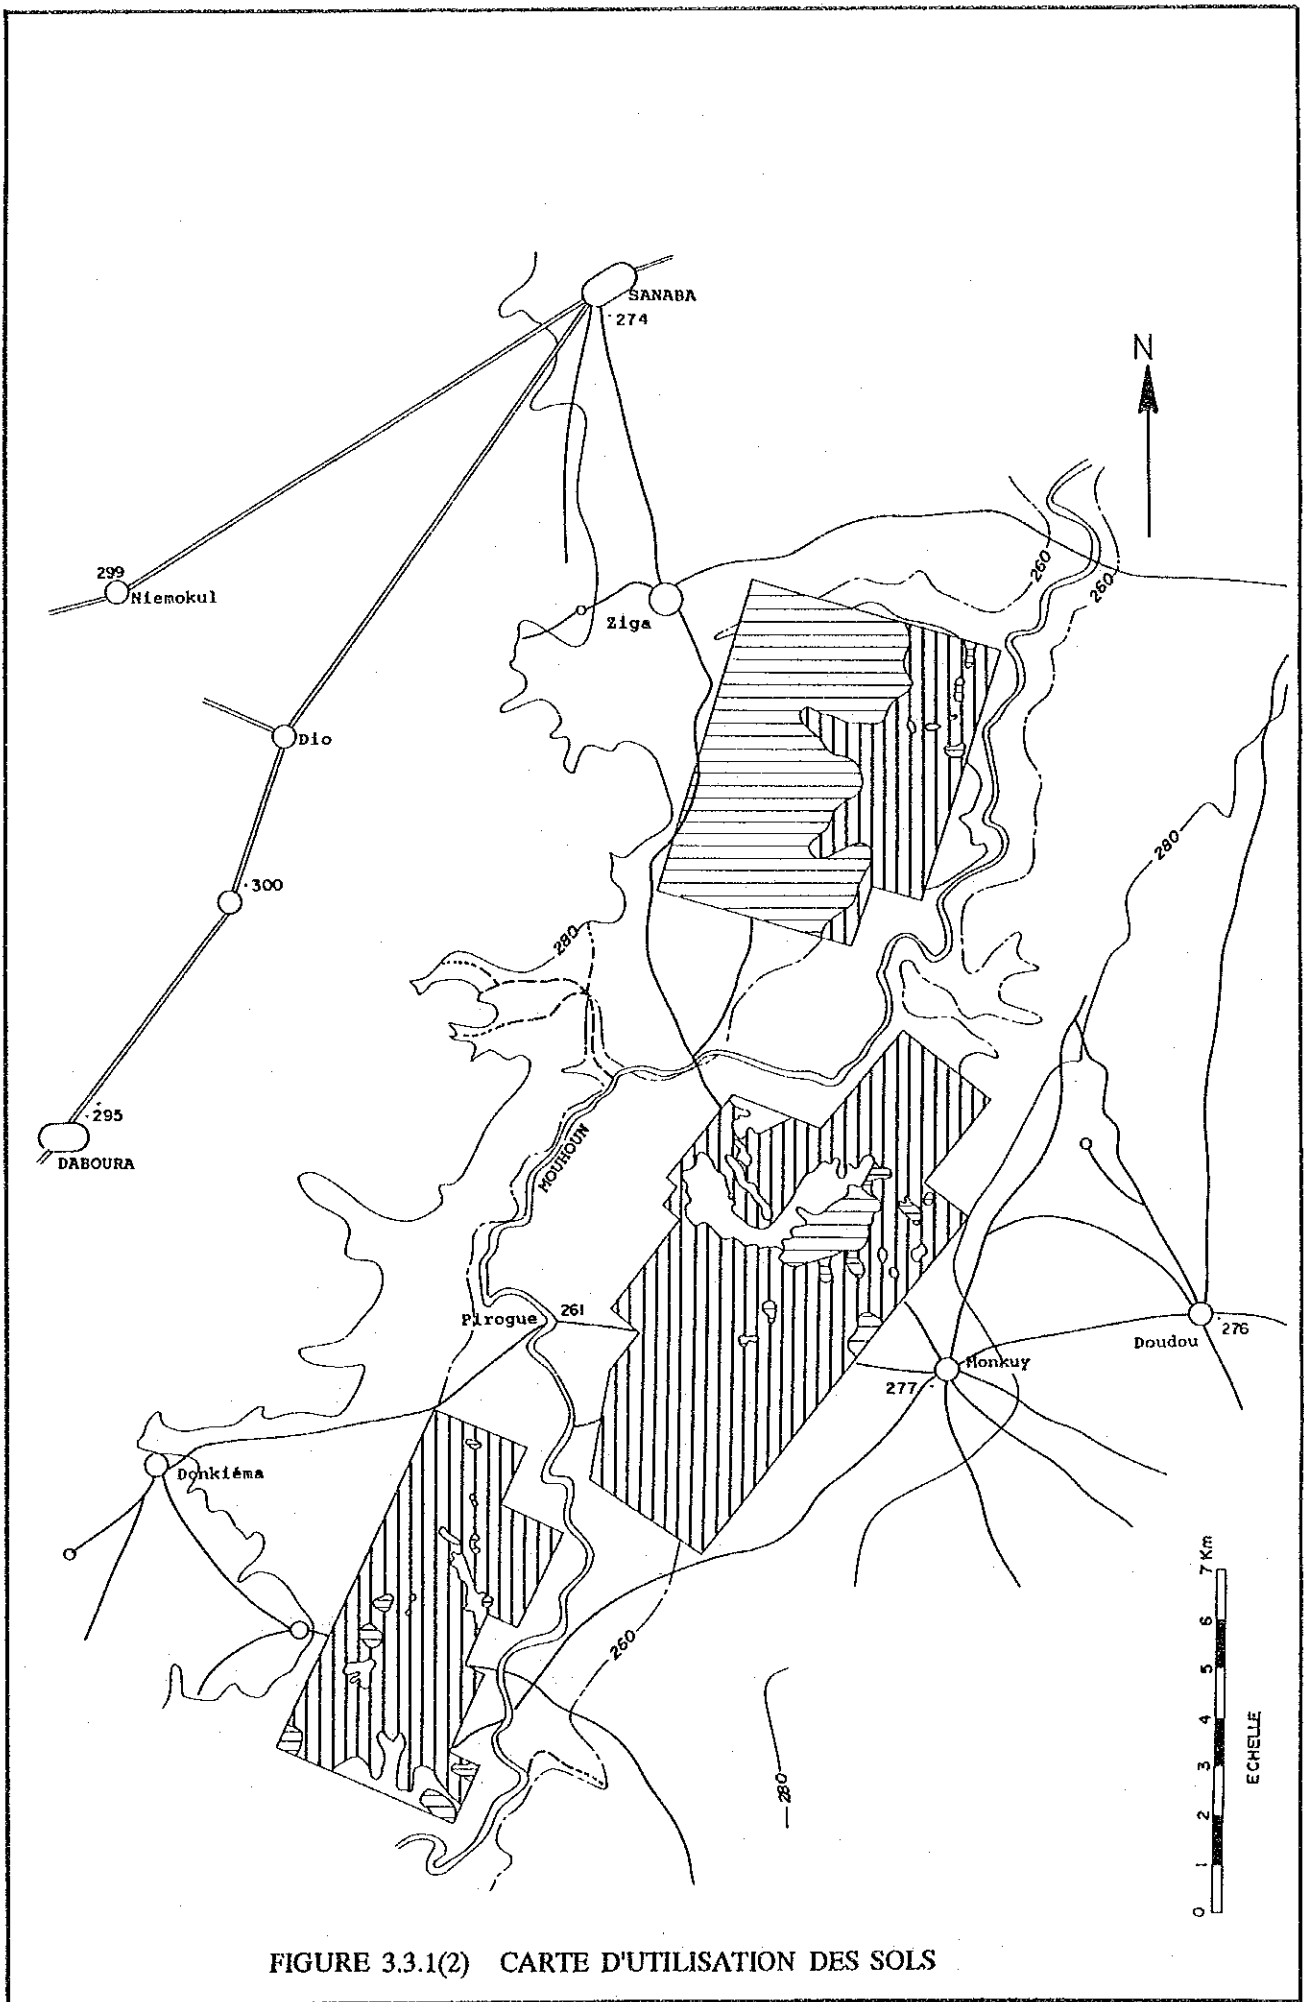 SANABA
274
N
299
Niemokul
Ziga
260
260
Dio
280
300
280
295
DABOURA
MOUHOUN
Pirogue
261
276
Doudou
Monkuy
277
Donkiéma
260
280
0 1 2 3 4 5 6 7 Km
ECHELLE
FIGURE 3.3.1(2) CARTE D'UTILISATION DES SOLS